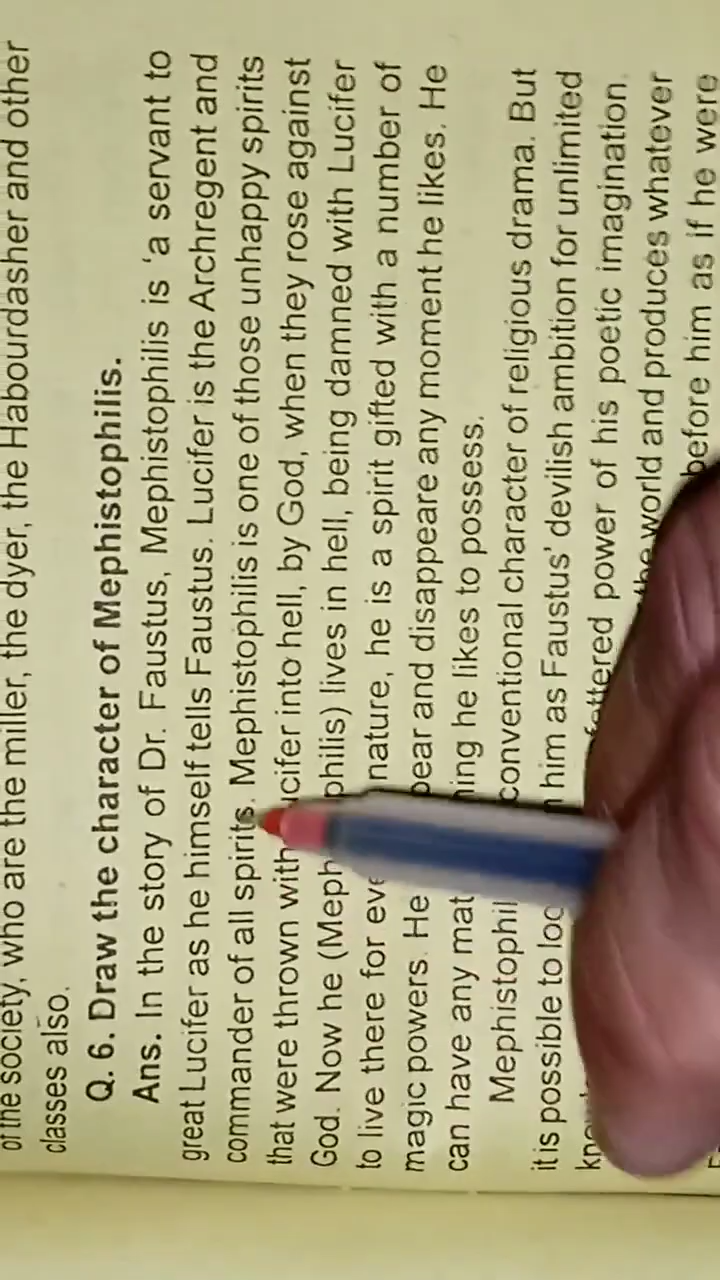 of the society, who are the miller, the dyer, the Habourdasher and other
classes also.
Q. 6. Draw the character of Mephistophilis.
Ans. In the story of Dr. Faustus, Mephistophilis is 'a servant to
great Lucifer as he himself tells Faustus. Lucifer is the Archregent and
commander of all spirits. Mephistophilis is one of those unhappy spirits
that were thrown with ucifer into hell, by God, when they rose against
God. Now he (Meph philis) lives in hell, being damned with Lucifer
to live there for eve nature, he is a spirit gifted with a number of
magic powers. He pear and disappeare any moment he likes. He
can have any mat hing he likes to possess.
Mephistophil conventional character of religious drama. But
it is possible to loo him as Faustus' devilish ambition for unlimited
fettered power of his poetic imagination.
the world and produces whatever
before him as if he were